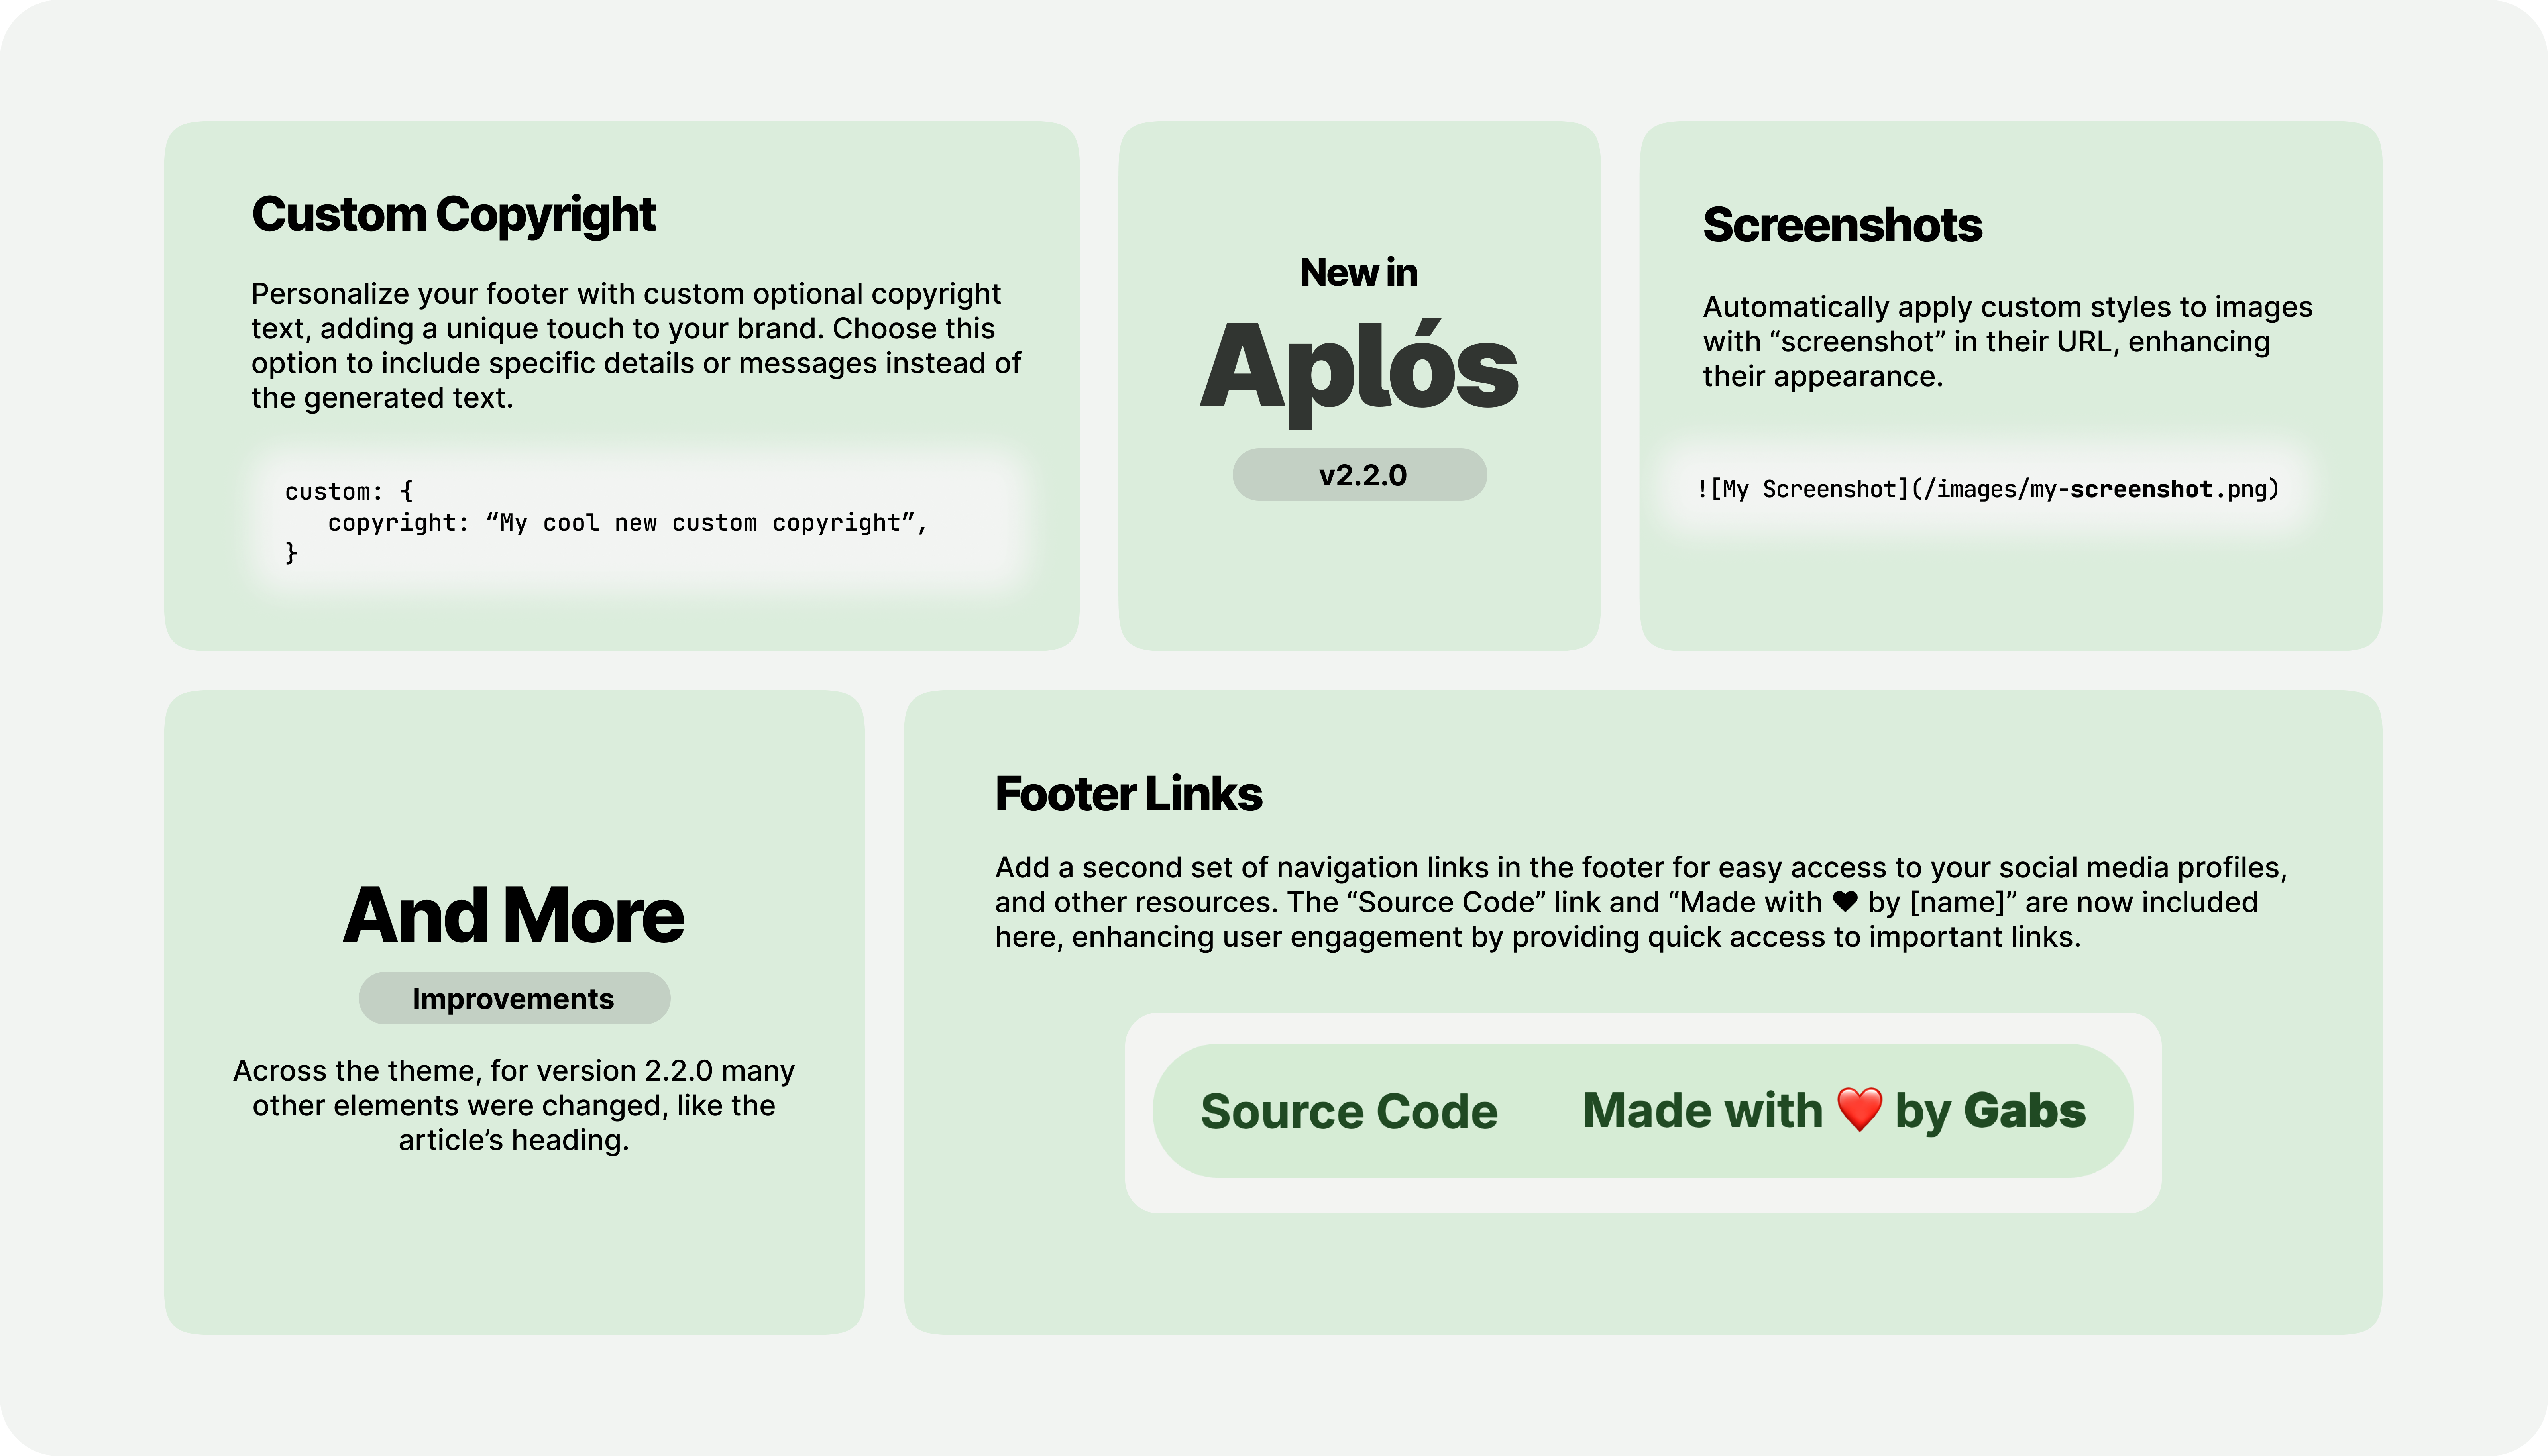 Custom Copyright
Personalize your footer with custom optional copyright
text, adding a unique touch to your brand. Choose this
option to include specific details or messages instead of
the generated text.
custom: {
   copyright: “My cool new custom copyright”,
}
New in
Aplós
v2.2.0
Screenshots
Automatically apply custom styles to images
with “screenshot” in their URL, enhancing
their appearance.
![My Screenshot](/images/my-screenshot.png)
And More
Improvements
Across the theme, for version 2.2.0 many
other elements were changed, like the
article’s heading.
Footer Links
Add a second set of navigation links in the footer for easy access to your social media profiles,
and other resources. The “Source Code” link and “Made with ♥ by [name]” are now included
here, enhancing user engagement by providing quick access to important links.
Source Code
Made with ❤️ by Gabs